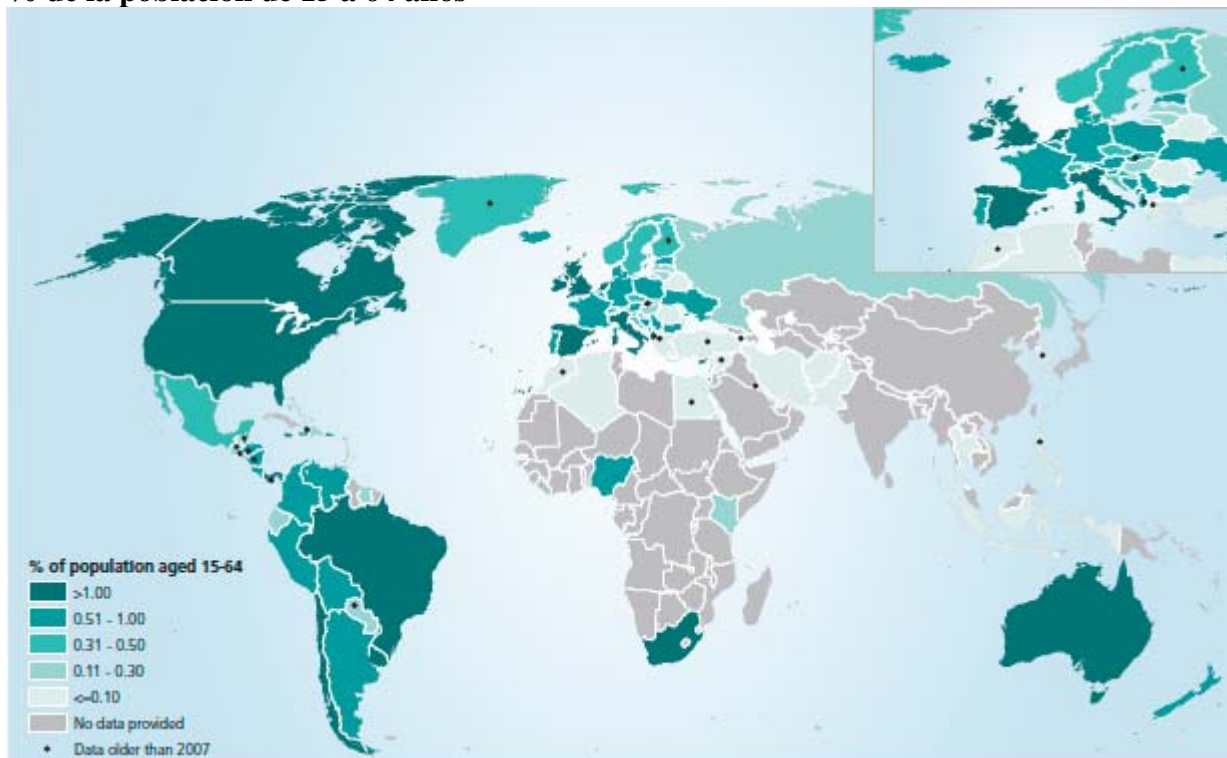 % de la población de 15 a 64 años
% of population aged 15-64
>1.00
0.51 - 1.00
0.31 - 0.50
0.11 - 0.30
<=0.10
No data provided
Data older than 2007